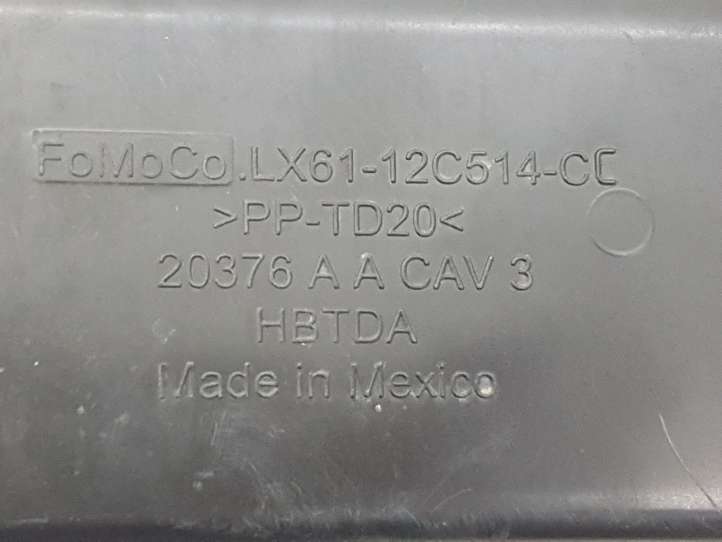 FoMoCo.LX61-12C514-CC
>PP-TD20<
20376 A A CAV 3
HBTDA
Made in Mexico